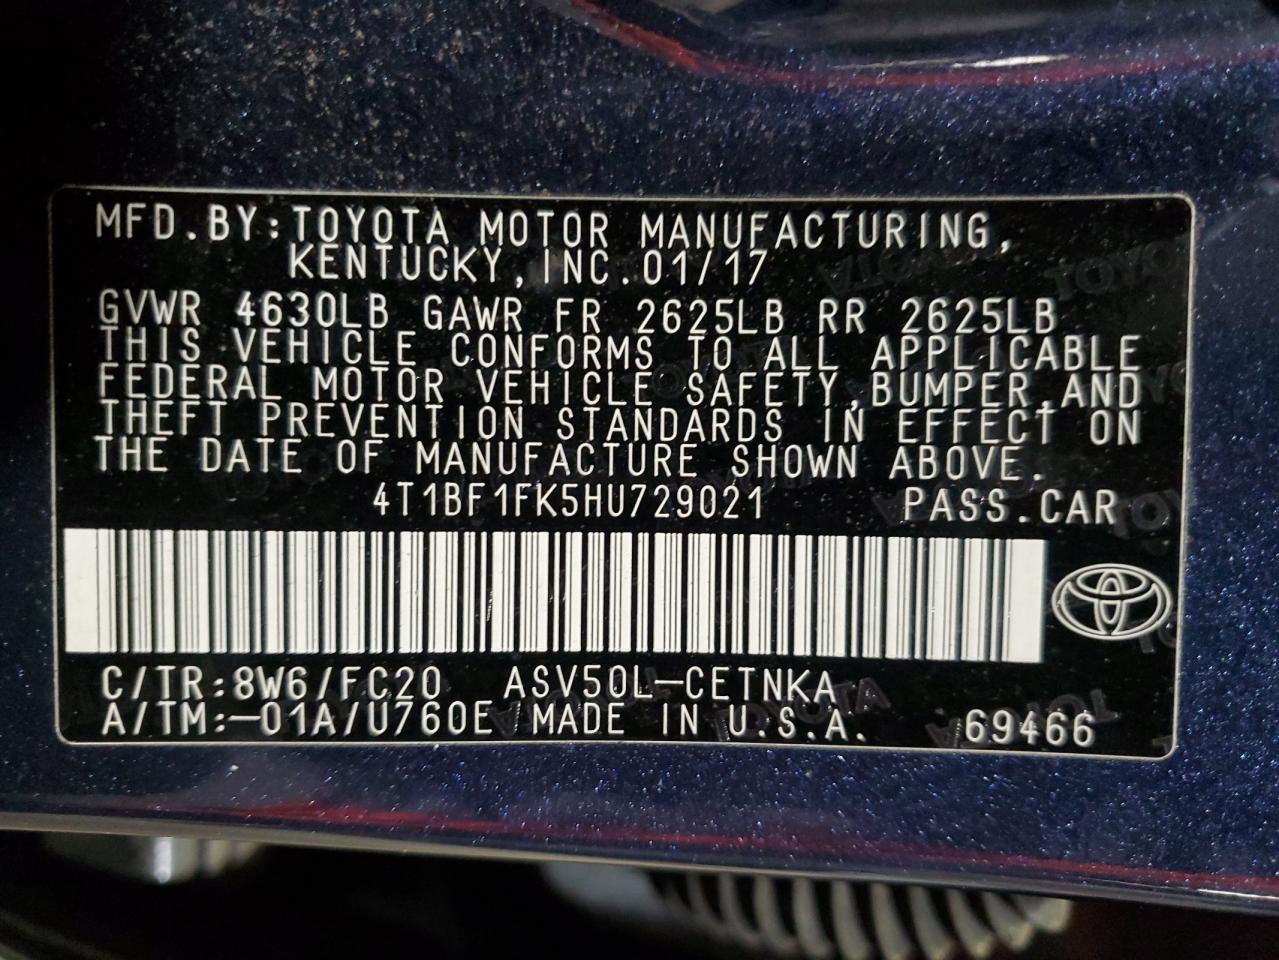 MFD.BY:TOYOTA MOTOR MANUFACTURING,
KENTUCKY,INC.01/17
GVWR 4630LB GAWR FR 2625LB RR 2625LB
THIS VEHICLE CONFORMS TO ALL APPLICABLE
FEDERAL MOTOR VEHICLE SAFETY,BUMPER,AND
THEFT PREVENTION STANDARDS IN EFFECT ON
THE DATE OF MANUFACTURE SHOWN ABOVE.
4T1BF1FK5HU729021 PASS.CAR
C/TR:8W6/FC20 ASV50L-CETNKA
A/TM:-01A/U760E MADE IN U.S.A. 69466